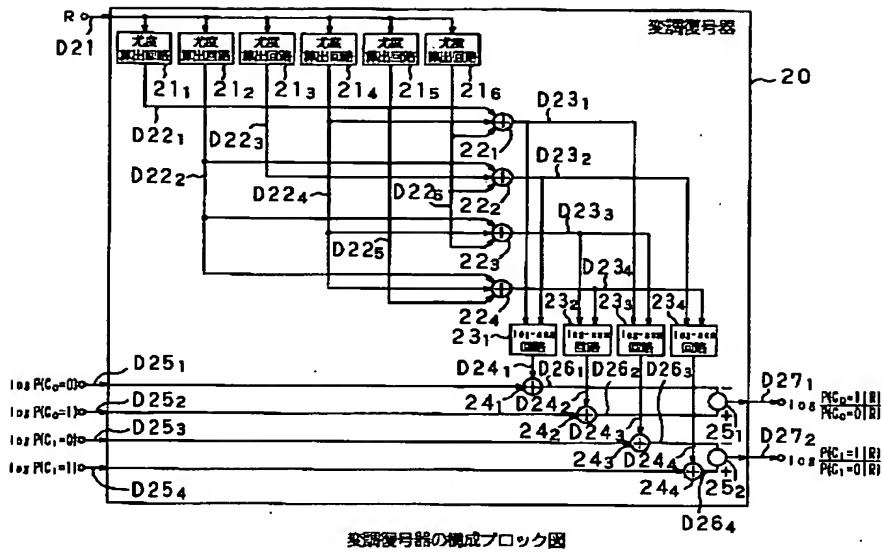 R
D21
変調復号器
尤度算出回路
尤度算出回路
尤度算出回路
尤度算出回路
尤度算出回路
尤度算出回路
21₁
21₂
21₃
21₄
21₅
21₆
20
D22₁
D22₃
D23₁
22₁
D22₂
D22₄
D22₆
D23₂
22₂
D23₃
D22₅
22₃
D23₄
22₄
23₂
23₃
23₄
23₁
log-sum回路
log-sum回路
log-sum回路
log-sum回路
D25₁
D24₁
D26₁
D26₂
D26₃
D27₁
log P(C₀=0)
D25₂
24₁
D24₂
log P(C₀=1|R)/P(C₀=0|R)
log P(C₀=1)
D25₃
24₂
D24₃
25₁
D27₂
log P(C₁=0)
24₃
D24₄
log P(C₁=1|R)/P(C₁=0|R)
log P(C₁=1)
D25₄
24₄
25₂
D26₄
変調復号器の構成ブロック図